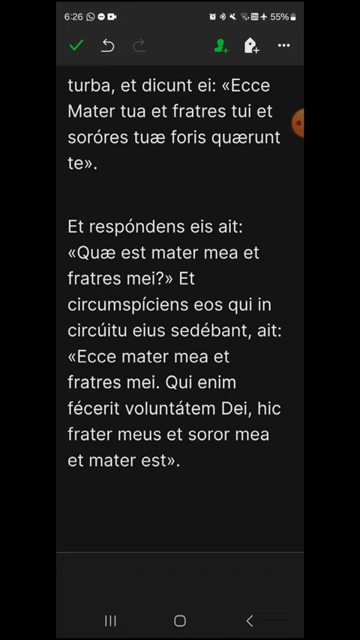 6:26
55%
turba, et dicunt ei: «Ecce
Mater tua et fratres tui et
soróres tuæ foris quærunt
te».
Et respóndens eis ait:
«Quæ est mater mea et
fratres mei?» Et
circumspíciens eos qui in
circúitu eius sedébant, ait:
«Ecce mater mea et
fratres mei. Qui enim
fécerit voluntátem Dei, hic
frater meus et soror mea
et mater est».